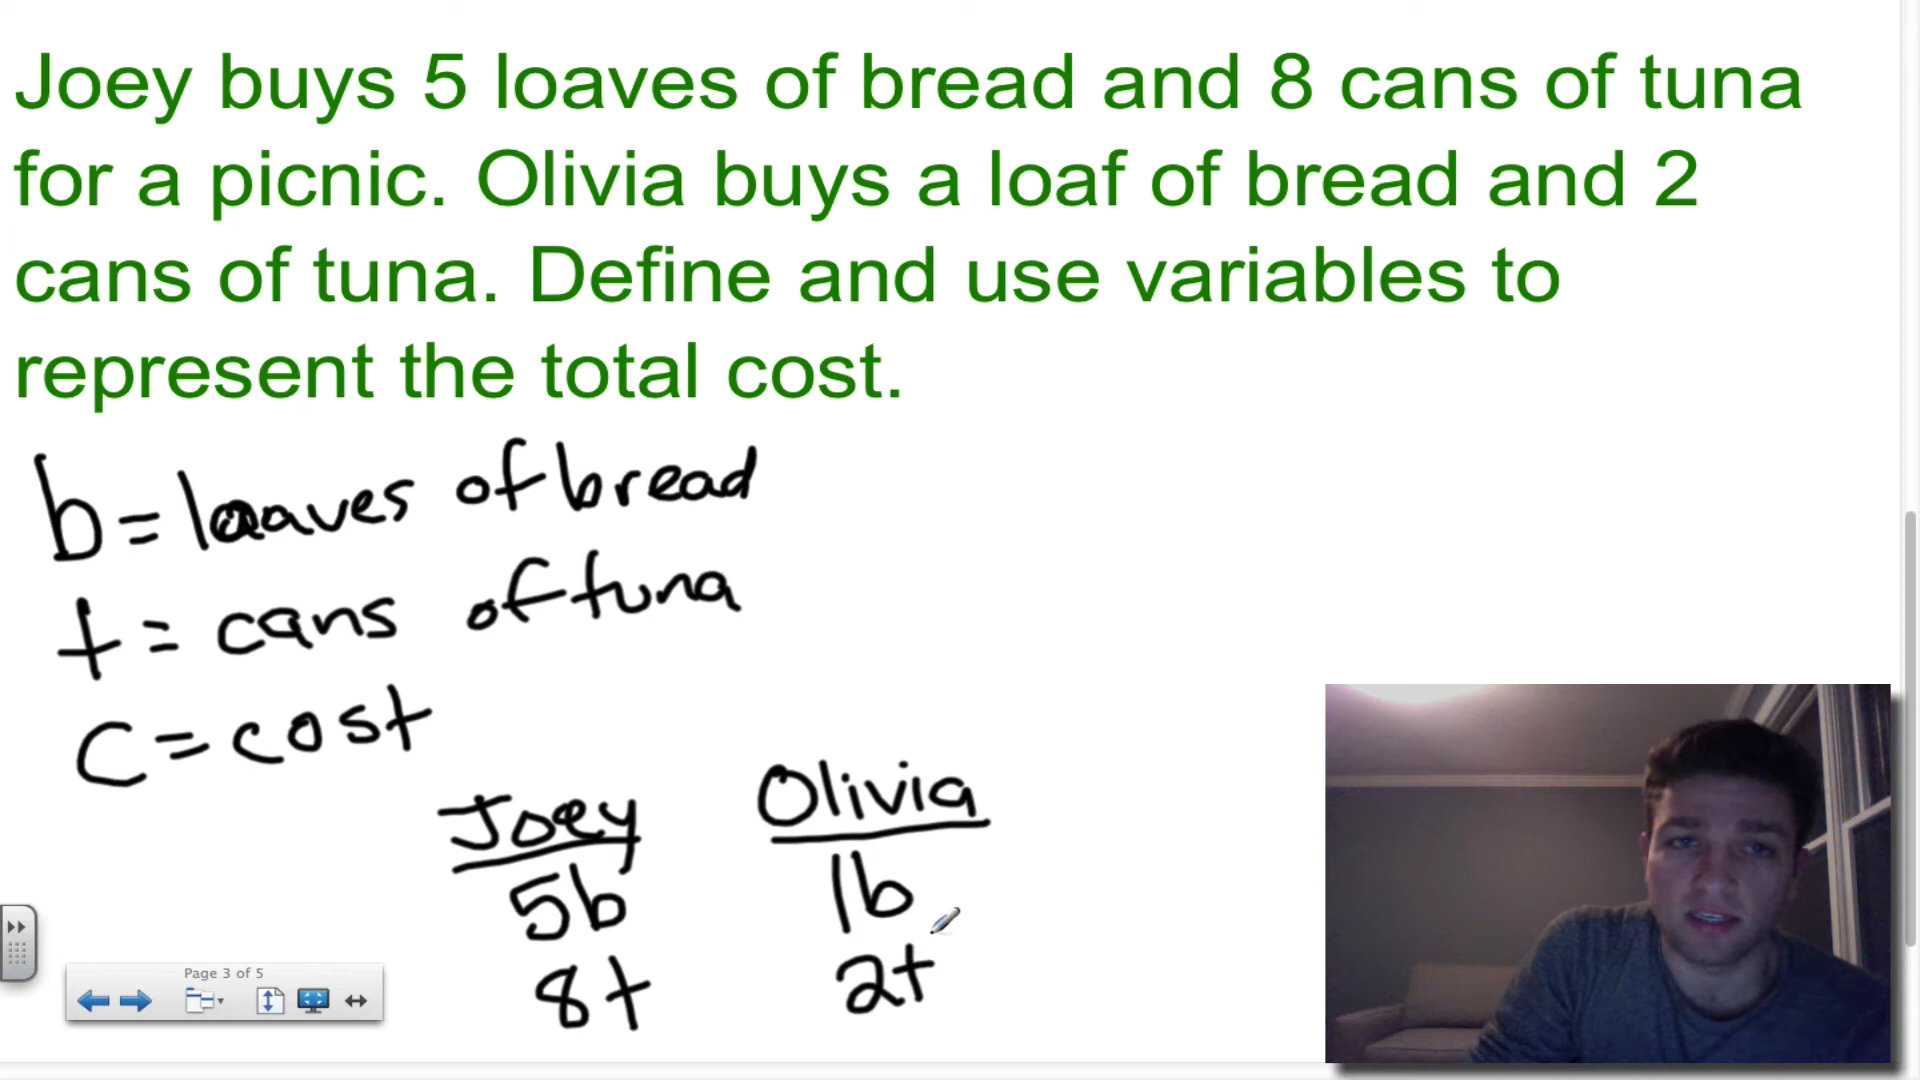 Joey buys 5 loaves of bread and 8 cans of tuna
for a picnic. Olivia buys a loaf of bread and 2
cans of tuna. Define and use variables to
represent the total cost.
b = loaves of bread
t = cans of tuna
c = cost
Joey Olivia
5b 1b
8t 2t
Page 3 of 5